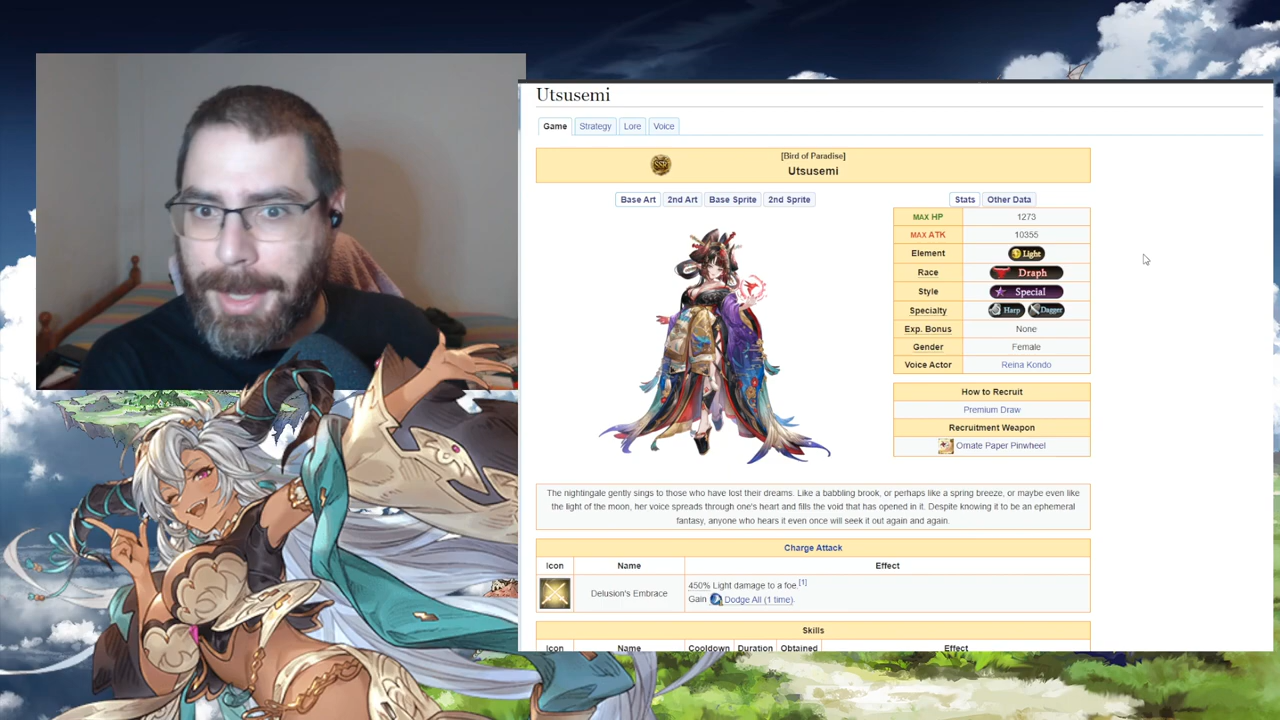 Utsusemi
Game Strategy Lore Voice
SSR
[Bird of Paradise]
Utsusemi
Base Art 2nd Art Base Sprite 2nd Sprite
Stats Other Data
MAX HP 1273
MAX ATK 10355
Element Light
Race Draph
Style Special
Specialty Harp Dagger
Exp. Bonus None
Gender Female
Voice Actor Reina Kondo
How to Recruit
Premium Draw
Recruitment Weapon
Ornate Paper Pinwheel
The nightingale gently sings to those who have lost their dreams. Like a babbling brook, or perhaps like a spring breeze, or maybe even like
the light of the moon, her voice spreads through one's heart and fills the void that has opened in it. Despite knowing it to be an ephemeral
fantasy, anyone who hears it even once will seek it out again and again.
Charge Attack
Icon Name Effect
Delusion's Embrace
450% Light damage to a foe.[1]
Gain Dodge All (1 time).
Skills
Icon Name Cooldown Duration Obtained Effect